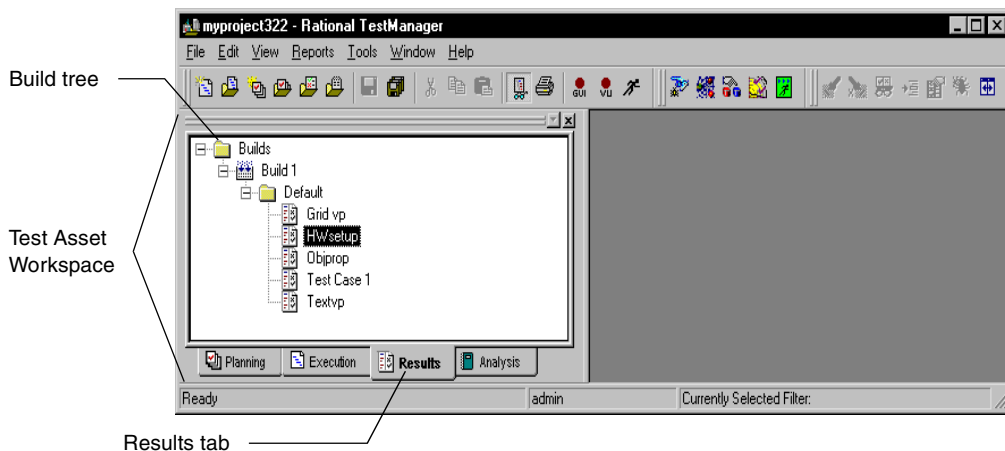 myproject322 - Rational TestManager
File Edit View Reports Tools Window Help
GUI VU
Build tree
Builds
Build 1
Default
Grid vp
HWsetup
Objprop
Test Case 1
Textvp
Test Asset
Workspace
Planning Execution Results Analysis
Ready admin Currently Selected Filter:
Results tab